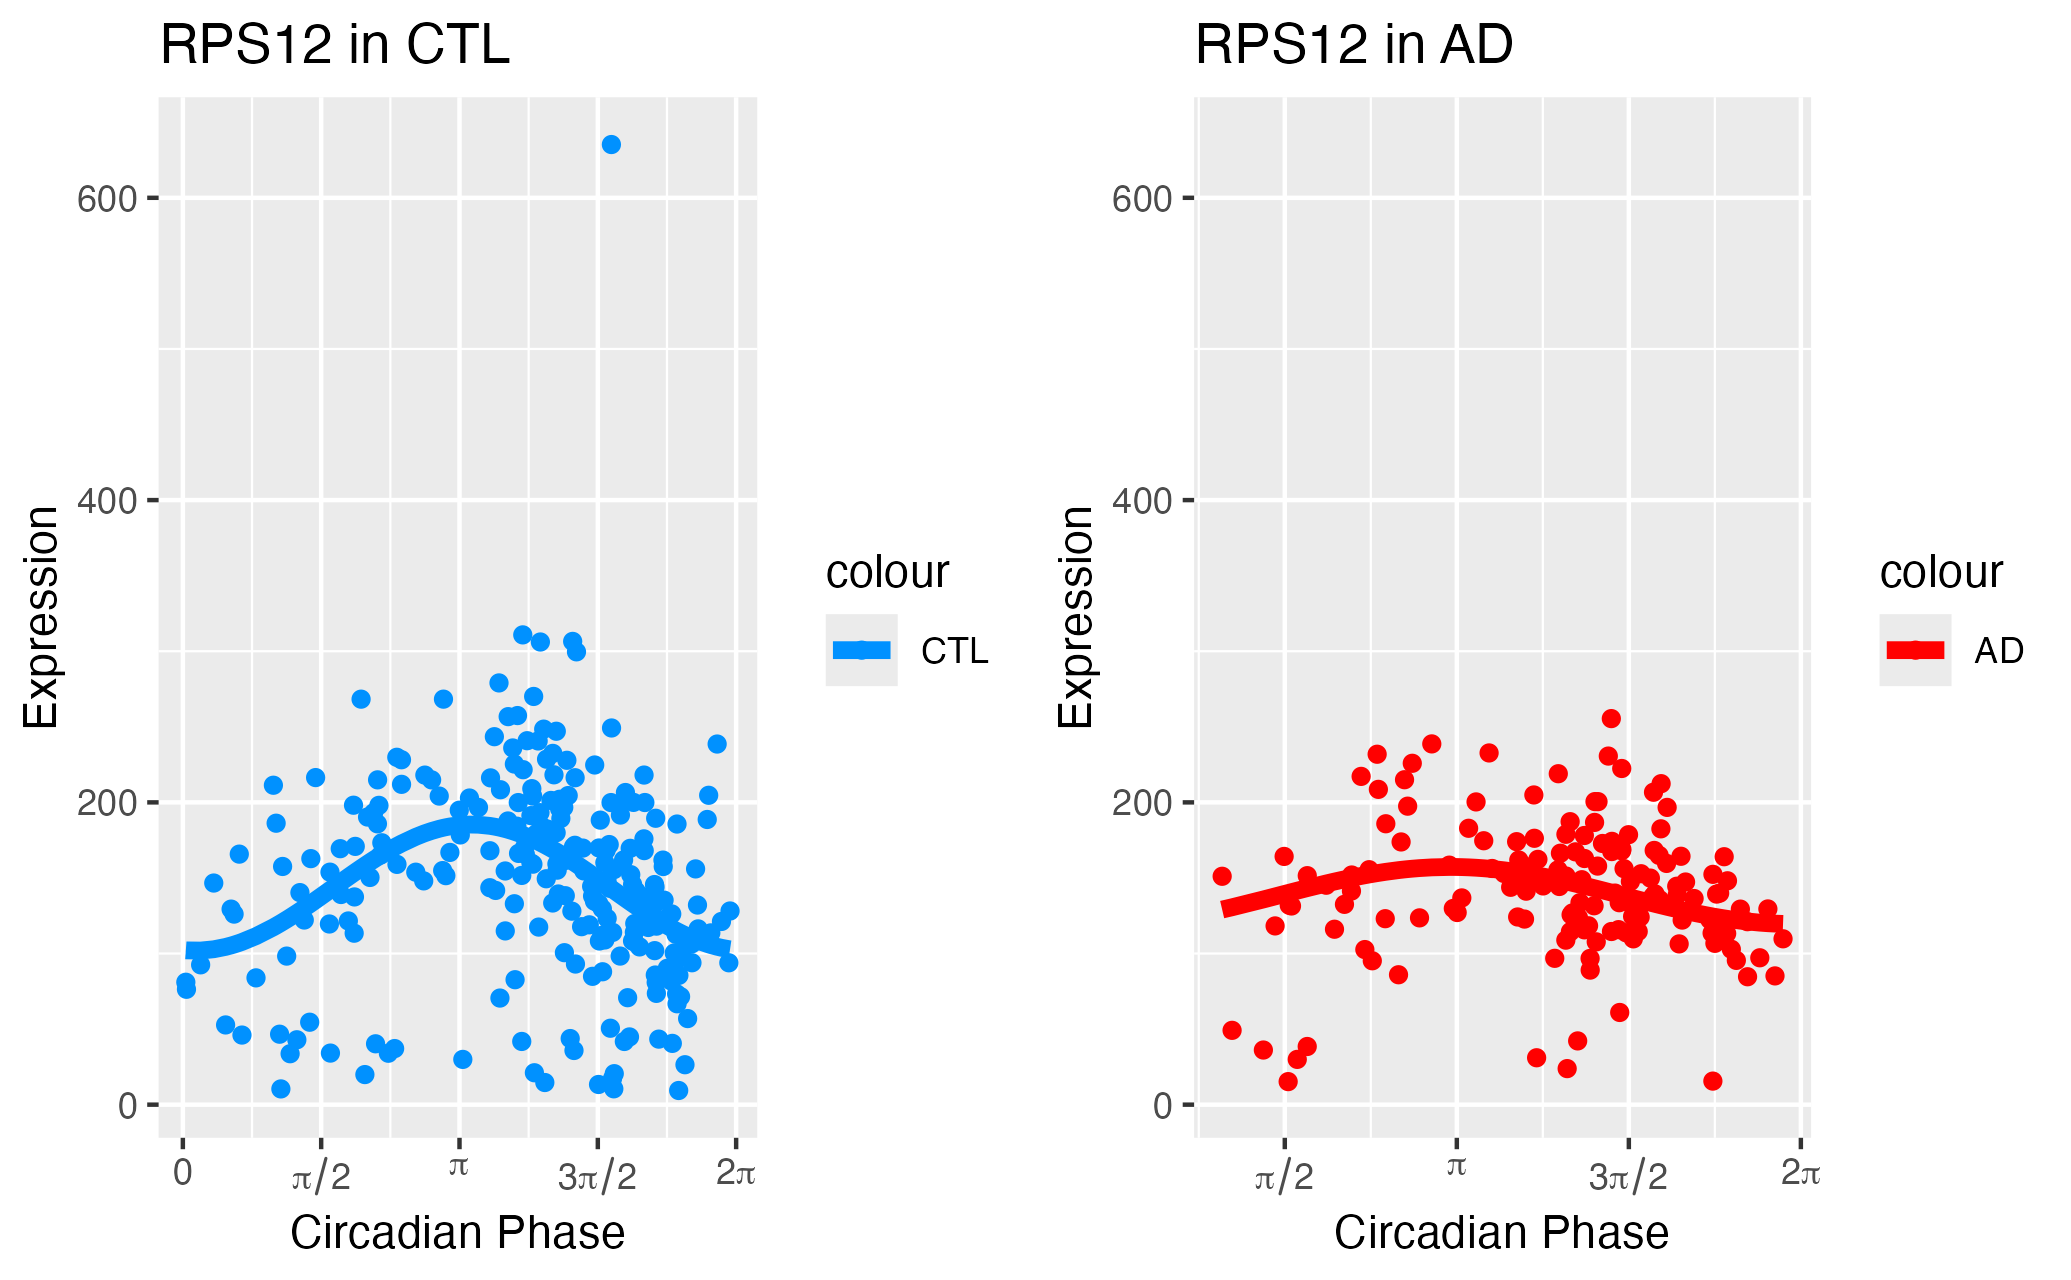 RPS12 in CTL
600
400
200
0
Expression
0 π/2 π 3π/2 2π
Circadian Phase
colour
CTL
RPS12 in AD
600
400
200
0
Expression
π/2 π 3π/2 2π
Circadian Phase
colour
AD